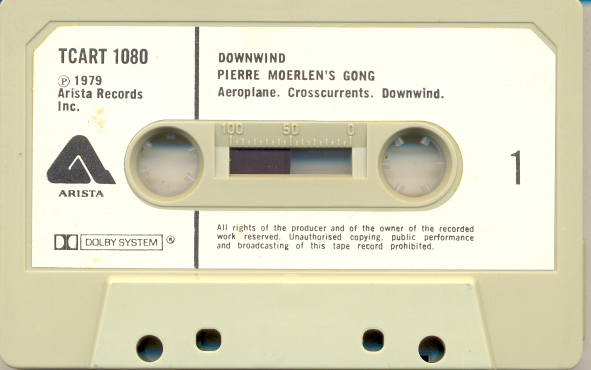 TCART 1080
℗ 1979
Arista Records
Inc.
ARISTA
DOLBY SYSTEM ®
DOWNWIND
PIERRE MOERLEN'S GONG
Aeroplane. Crosscurrents. Downwind.
100 50 0
1
All rights of the producer and of the owner of the recorded
work reserved. Unauthorised copying, public performance
and broadcasting of this tape record prohibited.